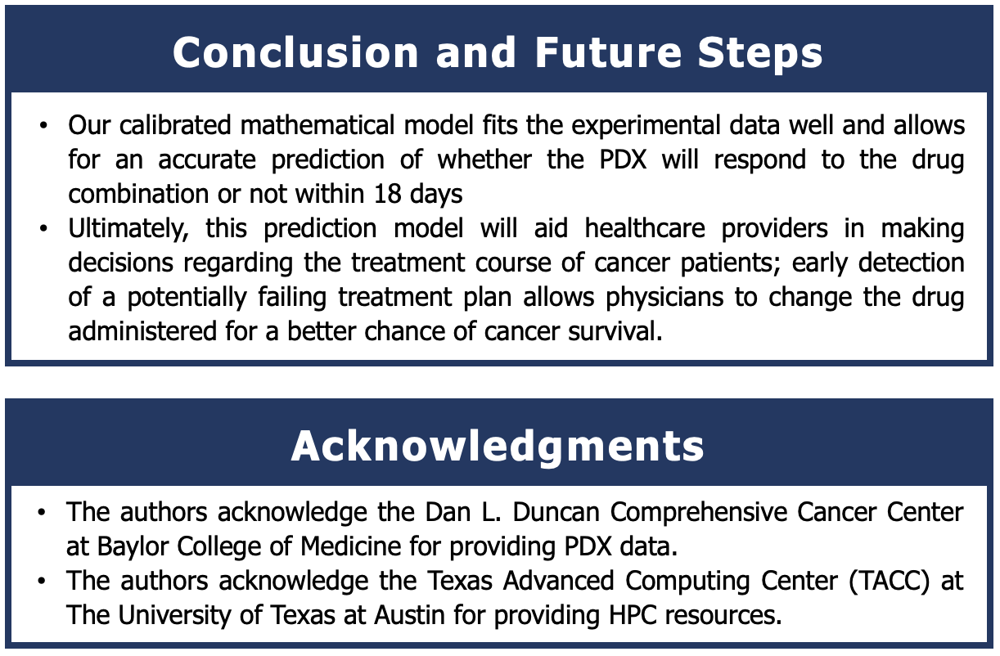 Conclusion and Future Steps
• Our calibrated mathematical model fits the experimental data well and allows
for an accurate prediction of whether the PDX will respond to the drug
combination or not within 18 days
• Ultimately, this prediction model will aid healthcare providers in making
decisions regarding the treatment course of cancer patients; early detection
of a potentially failing treatment plan allows physicians to change the drug
administered for a better chance of cancer survival.
Acknowledgments
• The authors acknowledge the Dan L. Duncan Comprehensive Cancer Center
at Baylor College of Medicine for providing PDX data.
• The authors acknowledge the Texas Advanced Computing Center (TACC) at
The University of Texas at Austin for providing HPC resources.